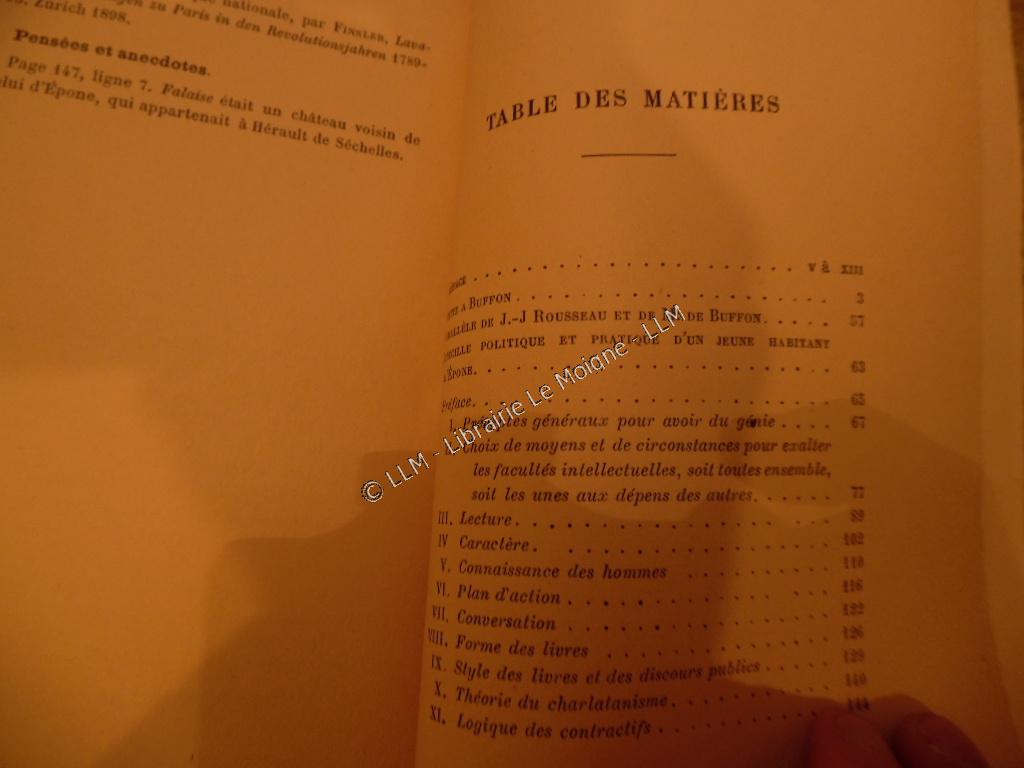 nationale, par FINSLER, Lava-
zu Paris in den Revolutionsjahren 1789-
Zurich 1898.
Pensées et anecdotes.
Page 147, ligne 7. Falaise était un château voisin de
lui d'Épone, qui appartenait à Hérault de Séchelles.
TABLE DES MATIÈRES
v à XIII
A BUFFON 3
DE J.-J ROUSSEAU ET DE DE BUFFON. 57
POLITIQUE ET PRATIQUE D'UN JEUNE HABITANT
D'ÉPONE. 63
Préface. 65
I. généraux pour avoir du génie 67
Choix de moyens et de circonstances pour exalter
les facultés intellectuelles, soit toutes ensemble,
soit les unes aux dépens des autres. 77
III. Lecture. 89
IV Caractère. 102
V. Connaissance des hommes 110
VI. Plan d'action 116
VII. Conversation 122
VIII. Forme des livres 126
IX. Style des livres et des discours publics 129
X. Théorie du charlatanisme. 140
XI. Logique des contractifs 144
© LLM - Librairie Le Moigne - LLM